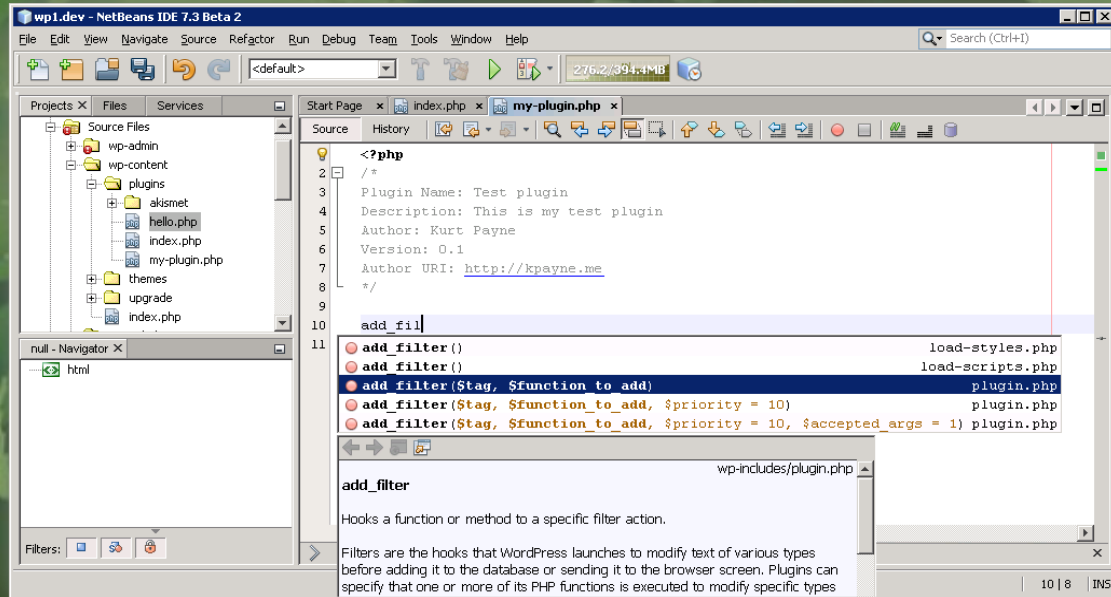 wp1.dev - NetBeans IDE 7.3 Beta 2
File Edit View Navigate Source Refactor Run Debug Team Tools Window Help
Search (Ctrl+I)
<default>
276.2/394.4MB
Projects Files Services
Start Page index.php my-plugin.php
Source Files
wp-admin
wp-content
plugins
akismet
hello.php
index.php
my-plugin.php
themes
upgrade
index.php
null - Navigator
html
Filters:
Source History
<?php
2 /*
3 Plugin Name: Test plugin
4 Description: This is my test plugin
5 Author: Kurt Payne
6 Version: 0.1
7 Author URI: http://kpayne.me
8 */
9
10 add_fil
11
add_filter() load-styles.php
add_filter() load-scripts.php
add_filter($tag, $function_to_add) plugin.php
add_filter($tag, $function_to_add, $priority = 10) plugin.php
add_filter($tag, $function_to_add, $priority = 10, $accepted_args = 1) plugin.php
wp-includes/plugin.php
add_filter
Hooks a function or method to a specific filter action.
Filters are the hooks that WordPress launches to modify text of various types
before adding it to the database or sending it to the browser screen. Plugins can
specify that one or more of its PHP functions is executed to modify specific types
10 | 8 INS